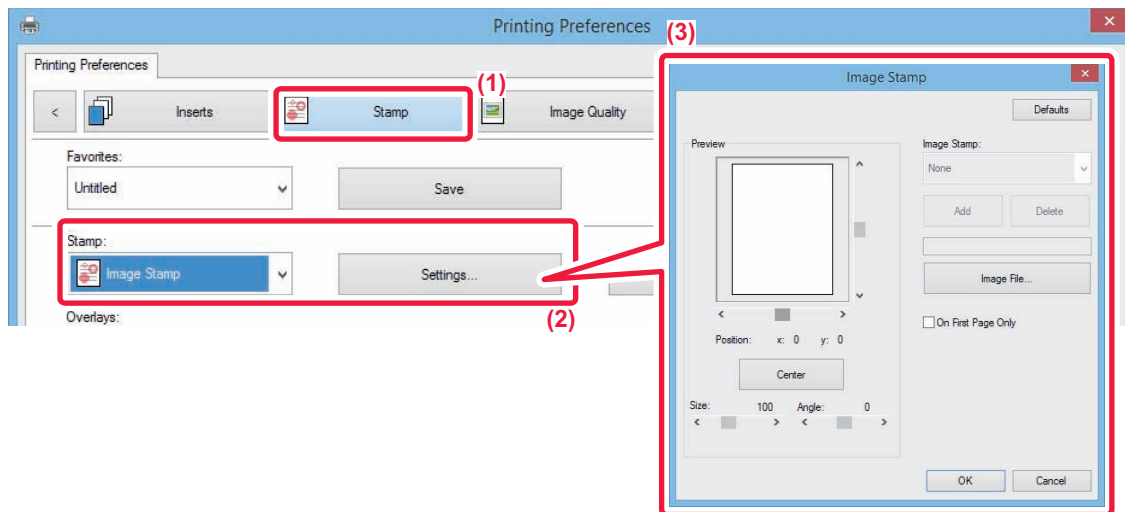 Printing Preferences
(3)
Printing Preferences
(1)
< Inserts Stamp Image Quality
Favorites:
Untitled Save
Stamp:
Image Stamp Settings...
(2)
Overlays:
Image Stamp
Defaults
Preview
Image Stamp:
None
Add Delete
Image File...
On First Page Only
Position: x: 0 y: 0
Center
Size: 100 Angle: 0
OK Cancel